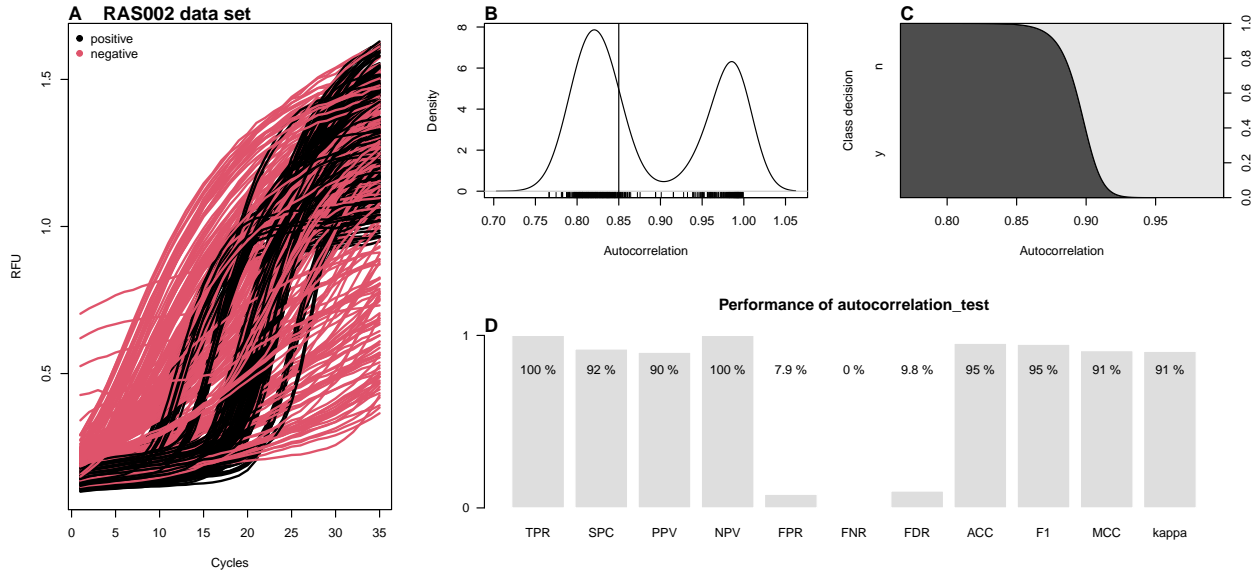 A RAS002 data set
positive
negative
RFU
0.5
1.0
1.5
0 5 10 15 20 25 30 35
Cycles
B
Density
0 2 4 6 8
0.70 0.75 0.80 0.85 0.90 0.95 1.00 1.05
Autocorrelation
C
Class decision
y n
0.0 0.2 0.4 0.6 0.8 1.0
0.80 0.85 0.90 0.95
Autocorrelation
Performance of autocorrelation_test
D
1
100 % 92 % 90 % 100 % 7.9 % 0 % 9.8 % 95 % 95 % 91 % 91 %
0
TPR SPC PPV NPV FPR FNR FDR ACC F1 MCC kappa